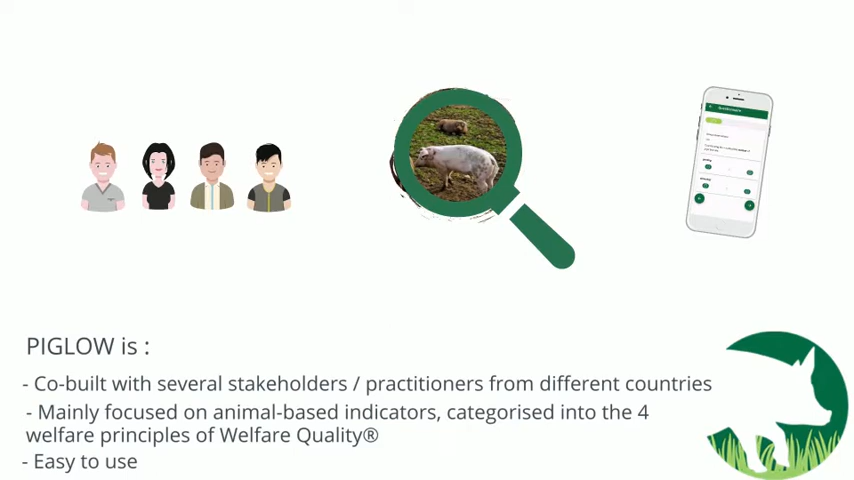 PIGLOW is :
- Co-built with several stakeholders / practitioners from different countries
- Mainly focused on animal-based indicators, categorised into the 4
welfare principles of Welfare Quality®
- Easy to use